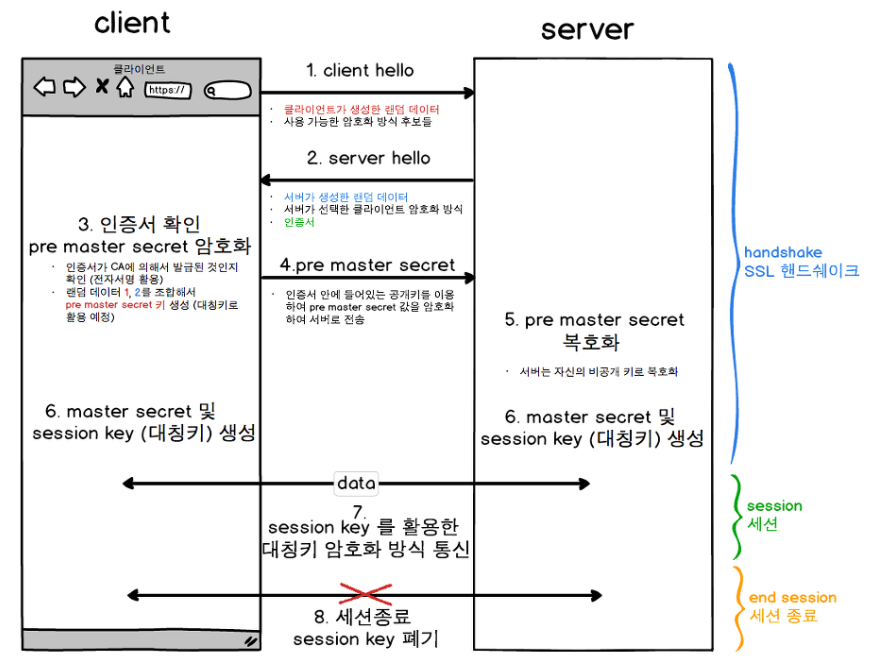 client
server
클라이언트
https://
1. client hello
· 클라이언트가 생성한 랜덤 데이터
· 사용 가능한 암호화 방식 후보들
2. server hello
· 서버가 생성한 랜덤 데이터
· 서버가 선택한 클라이언트 암호화 방식
· 인증서
3. 인증서 확인
pre master secret 암호화
· 인증서가 CA에 의해서 발급된 것인지
확인 (전자서명 활용)
· 랜덤 데이터 1, 2를 조합해서
pre master secret 키 생성 (대칭키로
활용 예정)
4.pre master secret
· 인증서 안에 들어있는 공개키를 이용
하여 pre master secret 값을 암호화
하여 서버로 전송
5. pre master secret
복호화
· 서버는 자신의 비공개 키로 복호화
6. master secret 및
session key (대칭키) 생성
6. master secret 및
session key (대칭키) 생성
handshake
SSL 핸드쉐이크
data
7.
session key 를 활용한
대칭키 암호화 방식 통신
session
세션
8. 세션종료
session key 폐기
end session
세션 종료